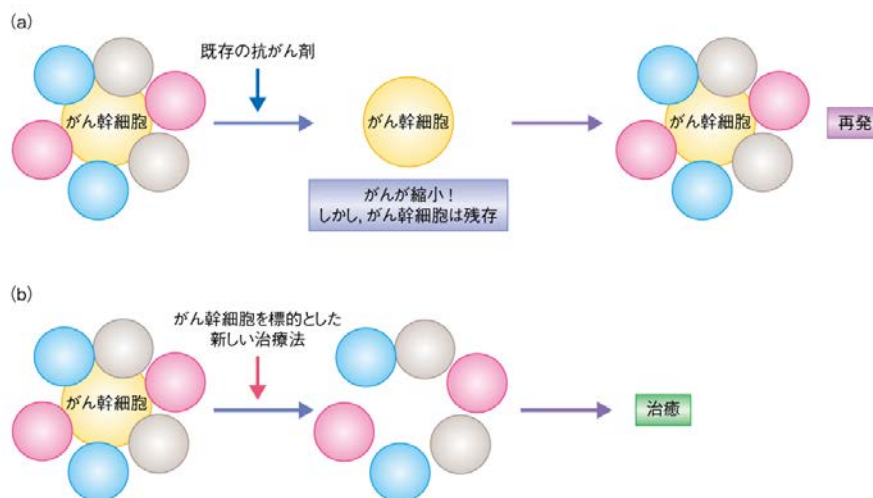 (a)
既存の抗がん剤
がん幹細胞
がん幹細胞
がん幹細胞
再発
がんが縮小!
しかし,がん幹細胞は残存
(b)
がん幹細胞を標的とした
新しい治療法
がん幹細胞
治癒